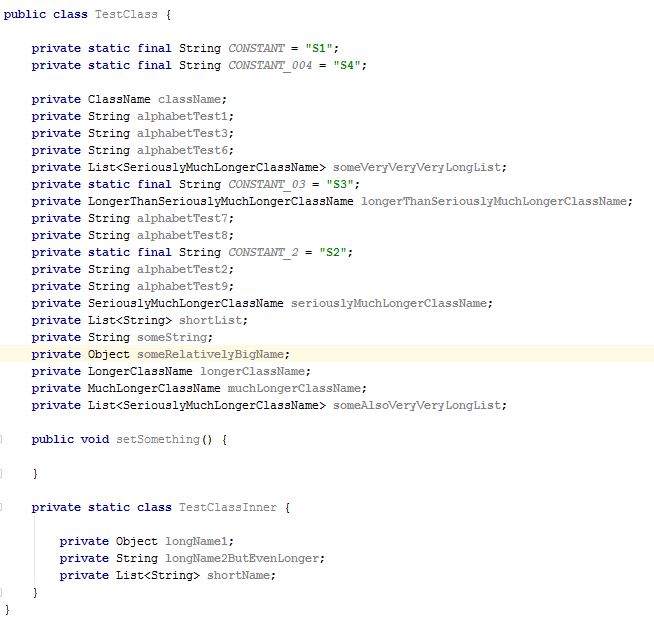 public class TestClass {
private static final String CONSTANT = "S1";
private static final String CONSTANT_004 = "S4";
private ClassName className;
private String alphabetTest1;
private String alphabetTest3;
private String alphabetTest6;
private List<SeriouslyMuchLongerClassName> someVeryVeryVeryLongList;
private static final String CONSTANT_03 = "S3";
private LongerThanSeriouslyMuchLongerClassName longerThanSeriouslyMuchLongerClassName;
private String alphabetTest7;
private String alphabetTest8;
private static final String CONSTANT_2 = "S2";
private String alphabetTest2;
private String alphabetTest9;
private SeriouslyMuchLongerClassName seriouslyMuchLongerClassName;
private List<String> shortList;
private String someString;
private Object someRelativelyBigName;
private LongerClassName longerClassName;
private MuchLongerClassName muchLongerClassName;
private List<SeriouslyMuchLongerClassName> someAlsoVeryVeryLongList;
public void setSomething() {
}
private static class TestClassInner {
private Object longName1;
private String longName2ButEvenLonger;
private List<String> shortName;
}
}